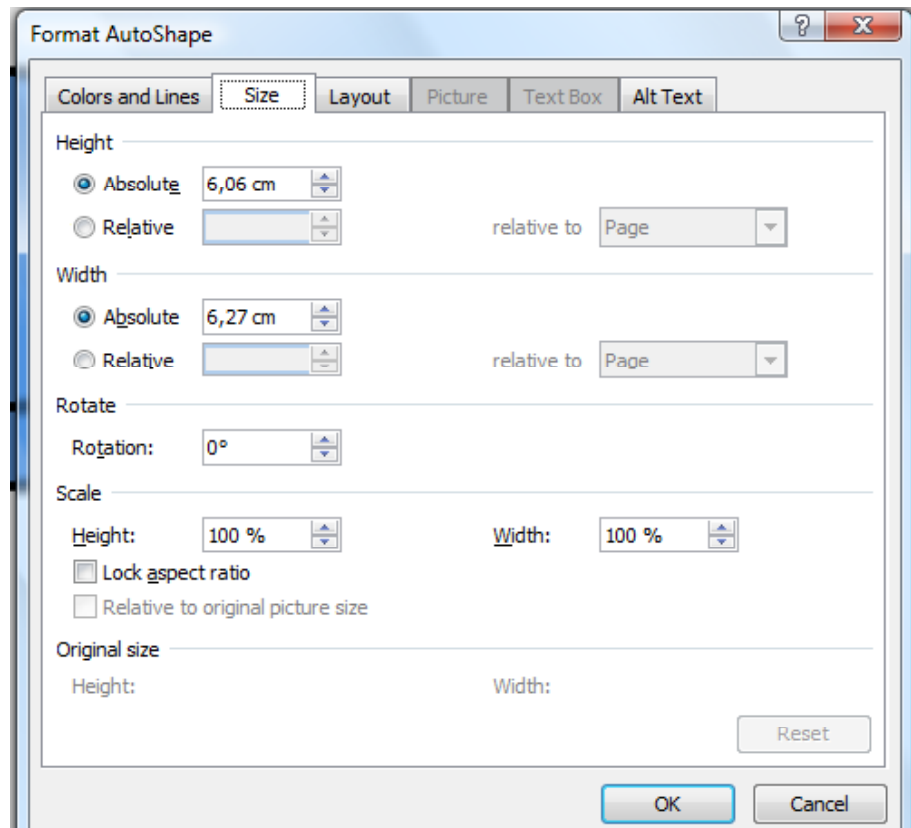 Format AutoShape
Colors and Lines Size Layout Picture Text Box Alt Text
Height
Absolute 6,06 cm
Relative relative to Page
Width
Absolute 6,27 cm
Relative relative to Page
Rotate
Rotation: 0°
Scale
Height: 100 % Width: 100 %
Lock aspect ratio
Relative to original picture size
Original size
Height: Width:
Reset
OK Cancel